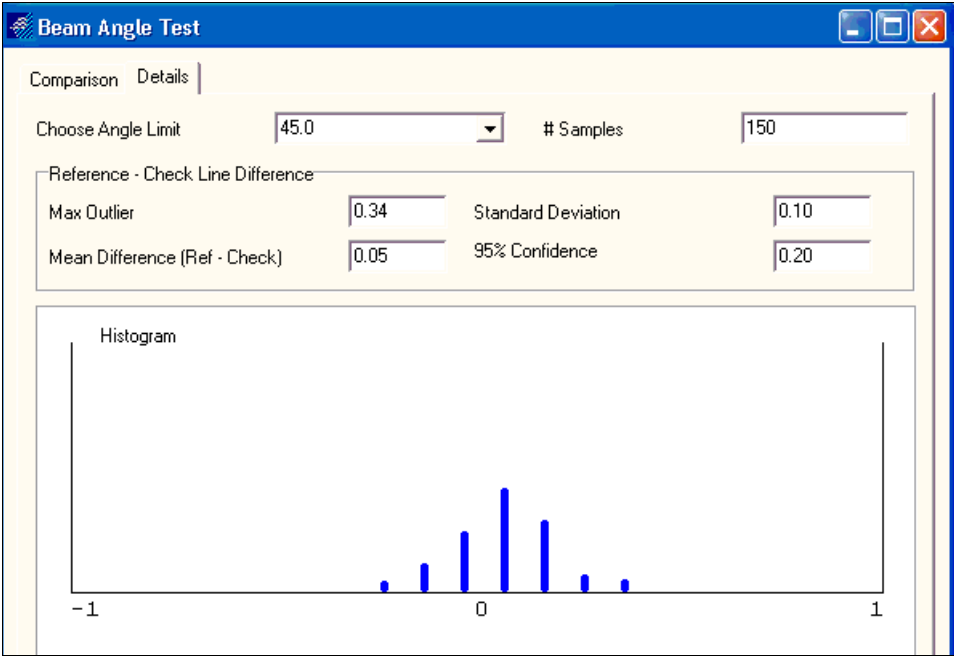 Beam Angle Test
Comparison Details
Choose Angle Limit 45.0 # Samples 150
Reference - Check Line Difference
Max Outlier 0.34 Standard Deviation 0.10
Mean Difference (Ref - Check) 0.05 95% Confidence 0.20
Histogram
-1 0 1